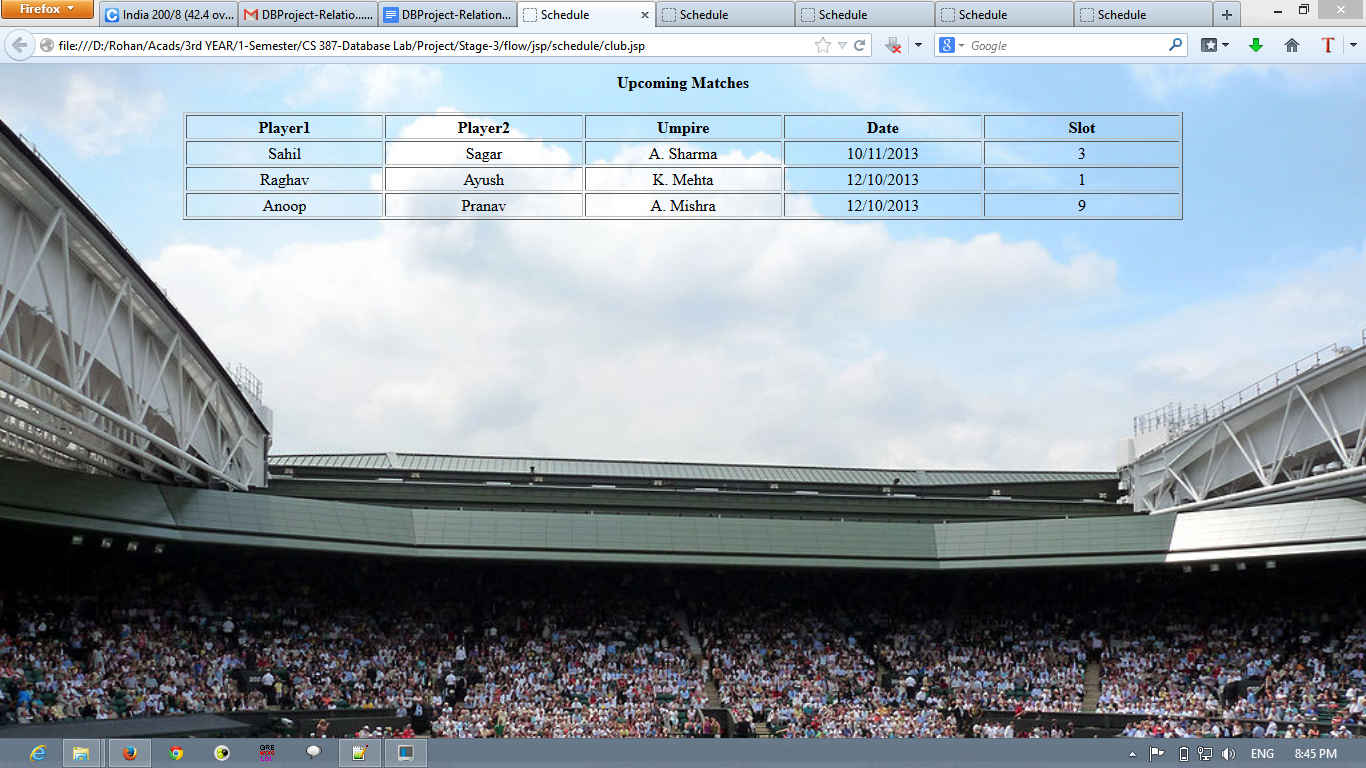 Firefox
India 200/8 (42.4 ov...
DBProject-Relatio......
DBProject-Relation...
Schedule
Schedule
Schedule
Schedule
Schedule
file:///D:/Rohan/Acads/3rd YEAR/1-Semester/CS 387-Database Lab/Project/Stage-3/flow/jsp/schedule/club.jsp
Google
Upcoming Matches
Player1 Player2 Umpire Date Slot
Sahil Sagar A. Sharma 10/11/2013 3
Raghav Ayush K. Mehta 12/10/2013 1
Anoop Pranav A. Mishra 12/10/2013 9
ENG 8:45 PM